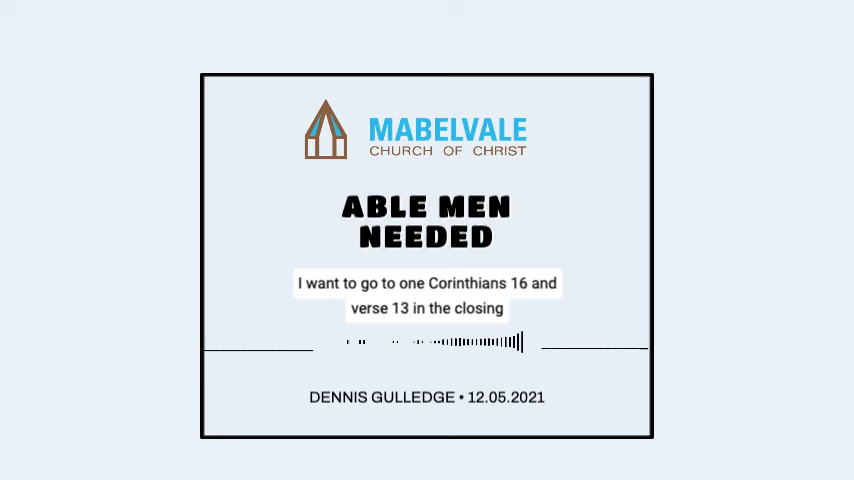 MABELVALE
CHURCH OF CHRIST
ABLE MEN
NEEDED
I want to go to one Corinthians 16 and
verse 13 in the closing
DENNIS GULLEDGE • 12.05.2021